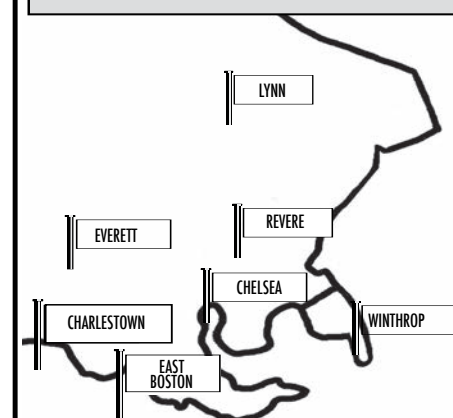 LYNN
REVERE
EVERETT
CHELSEA
CHARLESTOWN
WINTHROP
EAST
BOSTON